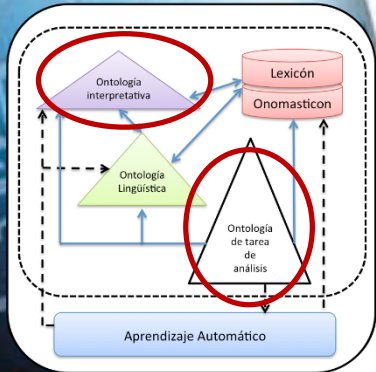 Ontología
interpretativa
Lexicón
Onomasticon
Ontología
Lingüística
Ontología
de tarea
de
análisis
Aprendizaje Automático